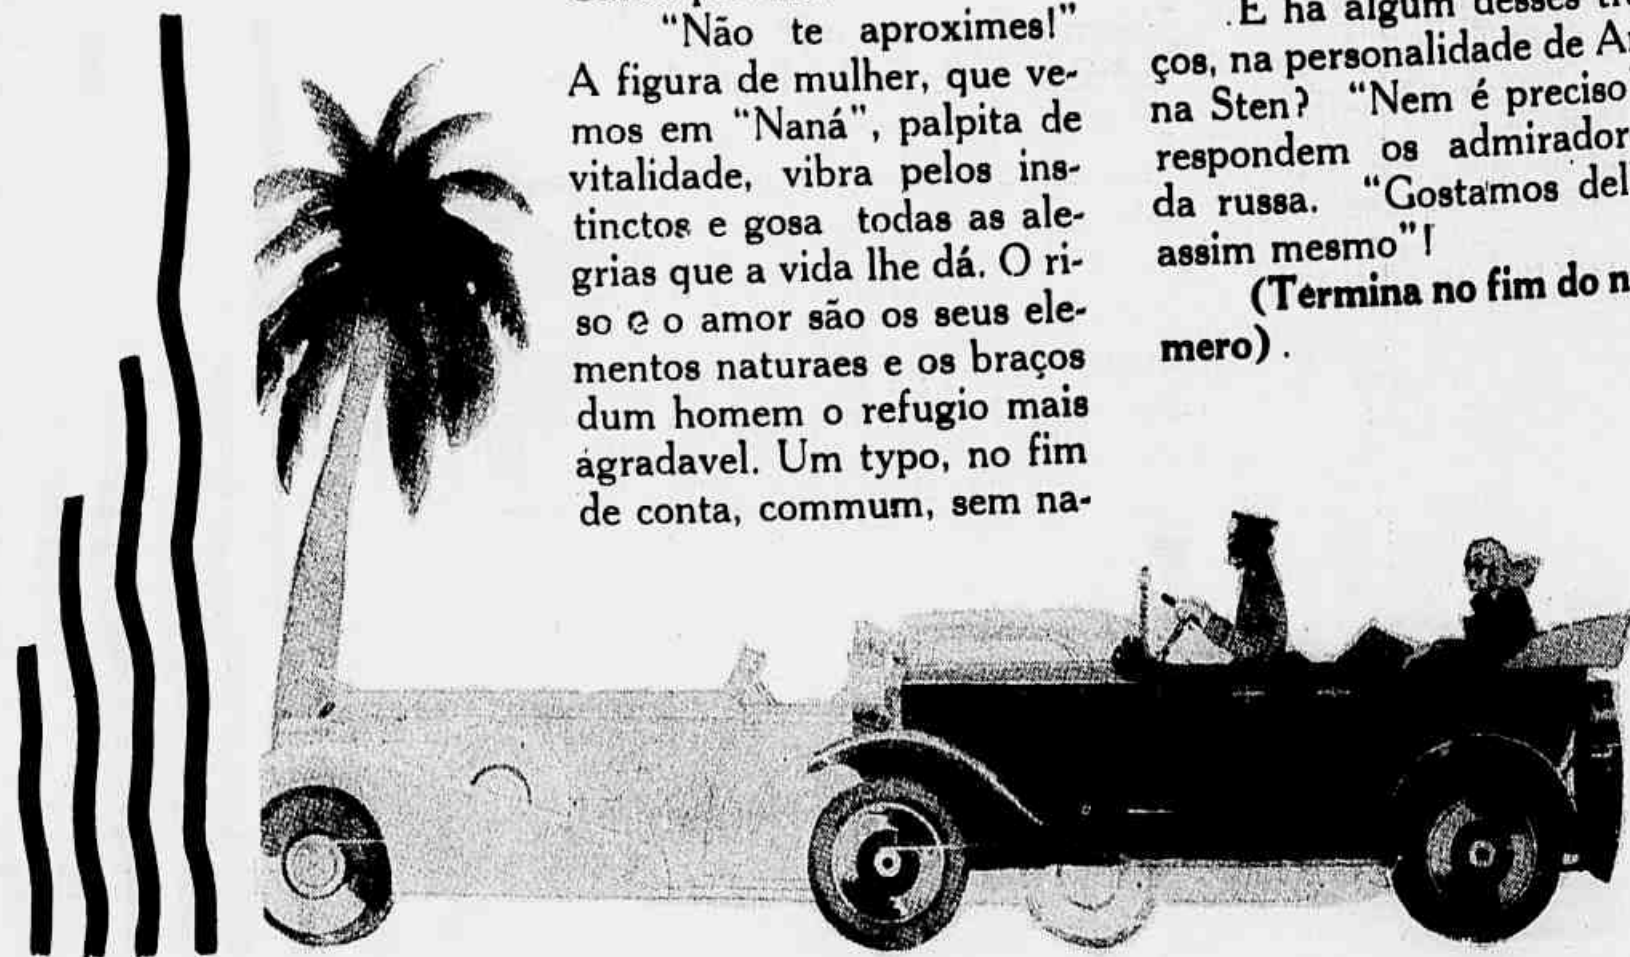 "Não te aproximes!"
A figura de mulher, que ve-
mos em "Naná", palpita de
vitalidade, vibra pelos ins-
tinctos e gosa todas as ale-
grias que a vida lhe dá. O ri-
so e o amor são os seus ele-
mentos naturaes e os braços
dum homem o refugio mais
agradavel. Um typo, no fim
de conta, commum, sem na-
E ha algum desses
ços, na personalidade de
na Sten? "Nem é preciso
respondem os admirador
da russa. "Gostamos del
assim mesmo"!
(Termina no fim do n
mero).